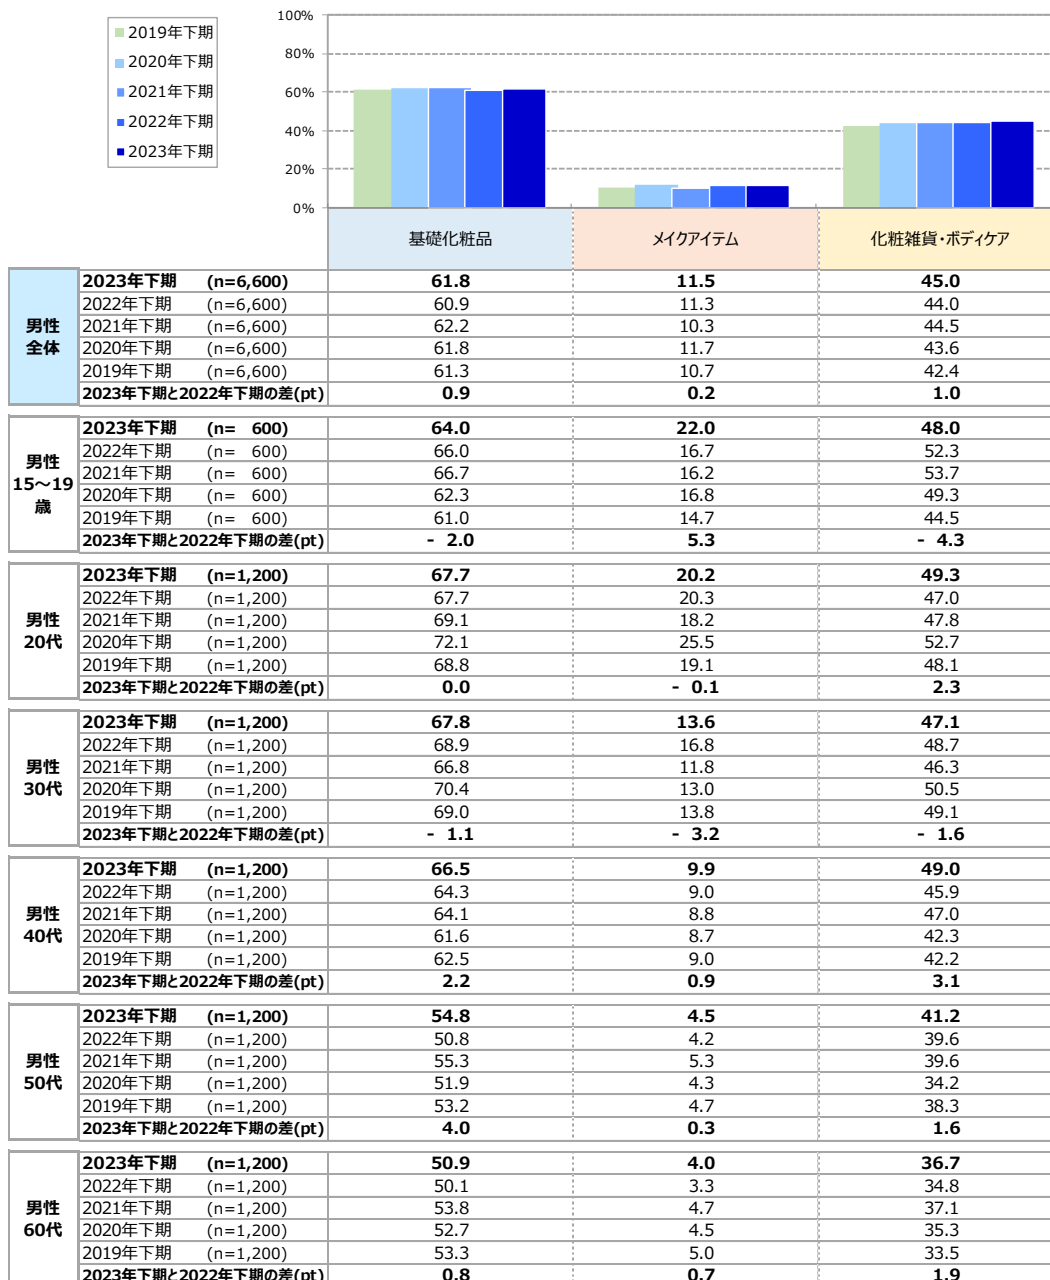 2019年下期
2020年下期
2021年下期
2022年下期
2023年下期
100%
80%
60%
40%
20%
0%
基礎化粧品 メイクアイテム 化粧雑貨・ボディケア
男性
全体
2023年下期 (n=6,600) 61.8 11.5 45.0
2022年下期 (n=6,600) 60.9 11.3 44.0
2021年下期 (n=6,600) 62.2 10.3 44.5
2020年下期 (n=6,600) 61.8 11.7 43.6
2019年下期 (n=6,600) 61.3 10.7 42.4
2023年下期と2022年下期の差(pt) 0.9 0.2 1.0
男性
15～19
歳
2023年下期 (n= 600) 64.0 22.0 48.0
2022年下期 (n= 600) 66.0 16.7 52.3
2021年下期 (n= 600) 66.7 16.2 53.7
2020年下期 (n= 600) 62.3 16.8 49.3
2019年下期 (n= 600) 61.0 14.7 44.5
2023年下期と2022年下期の差(pt) - 2.0 5.3 - 4.3
男性
20代
2023年下期 (n=1,200) 67.7 20.2 49.3
2022年下期 (n=1,200) 67.7 20.3 47.0
2021年下期 (n=1,200) 69.1 18.2 47.8
2020年下期 (n=1,200) 72.1 25.5 52.7
2019年下期 (n=1,200) 68.8 19.1 48.1
2023年下期と2022年下期の差(pt) 0.0 - 0.1 2.3
男性
30代
2023年下期 (n=1,200) 67.8 13.6 47.1
2022年下期 (n=1,200) 68.9 16.8 48.7
2021年下期 (n=1,200) 66.8 11.8 46.3
2020年下期 (n=1,200) 70.4 13.0 50.5
2019年下期 (n=1,200) 69.0 13.8 49.1
2023年下期と2022年下期の差(pt) - 1.1 - 3.2 - 1.6
男性
40代
2023年下期 (n=1,200) 66.5 9.9 49.0
2022年下期 (n=1,200) 64.3 9.0 45.9
2021年下期 (n=1,200) 64.1 8.8 47.0
2020年下期 (n=1,200) 61.6 8.7 42.3
2019年下期 (n=1,200) 62.5 9.0 42.2
2023年下期と2022年下期の差(pt) 2.2 0.9 3.1
男性
50代
2023年下期 (n=1,200) 54.8 4.5 41.2
2022年下期 (n=1,200) 50.8 4.2 39.6
2021年下期 (n=1,200) 55.3 5.3 39.6
2020年下期 (n=1,200) 51.9 4.3 34.2
2019年下期 (n=1,200) 53.2 4.7 38.3
2023年下期と2022年下期の差(pt) 4.0 0.3 1.6
男性
60代
2023年下期 (n=1,200) 50.9 4.0 36.7
2022年下期 (n=1,200) 50.1 3.3 34.8
2021年下期 (n=1,200) 53.8 4.7 37.1
2020年下期 (n=1,200) 52.7 4.5 35.3
2019年下期 (n=1,200) 53.3 5.0 33.5
2023年下期と2022年下期の差(pt) 0.8 0.7 1.9